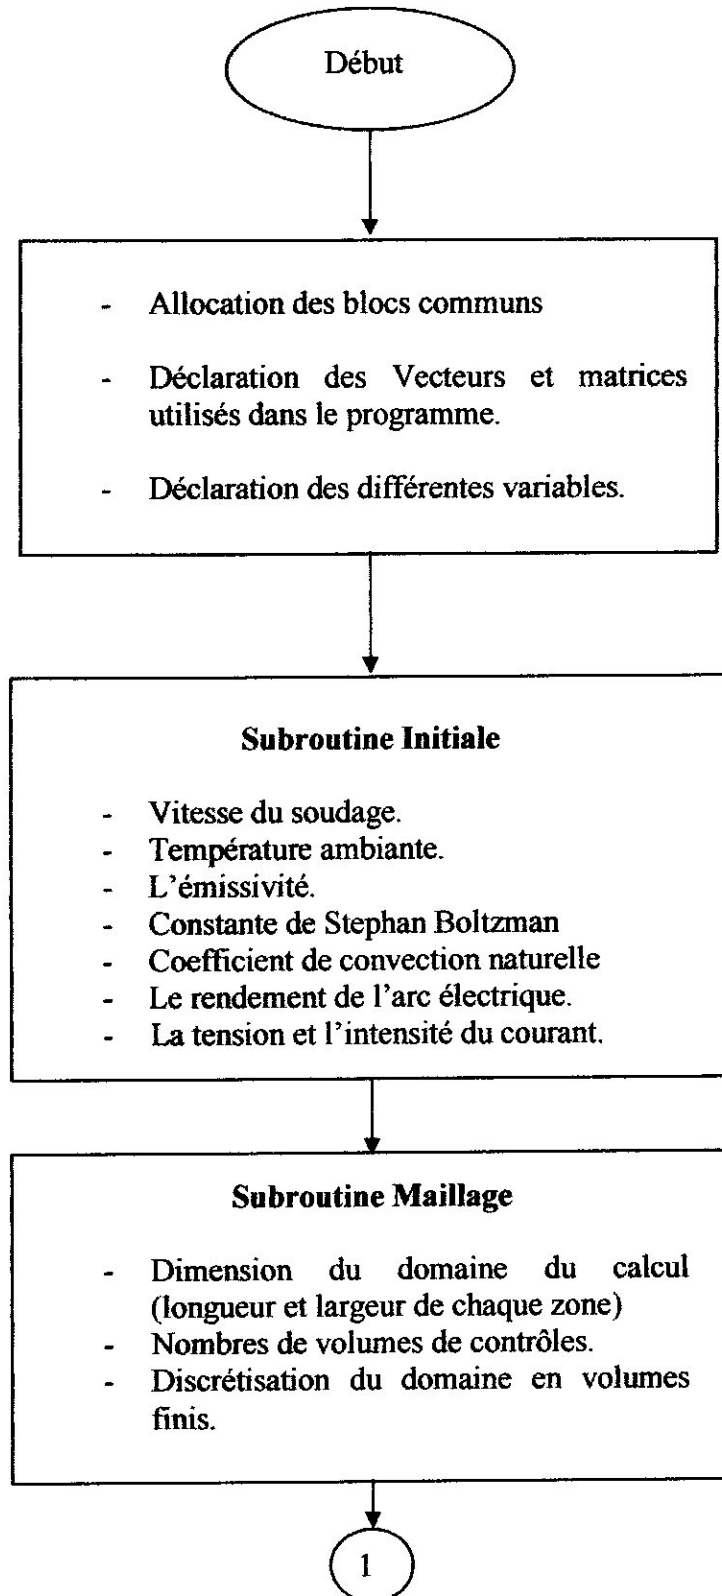 Début
- Allocation des blocs communs
- Déclaration des Vecteurs et matrices
utilisés dans le programme.
- Déclaration des différentes variables.
Subroutine Initiale
- Vitesse du soudage.
- Température ambiante.
- L'émissivité.
- Constante de Stephan Boltzman
- Coefficient de convection naturelle
- Le rendement de l'arc électrique.
- La tension et l'intensité du courant.
Subroutine Maillage
- Dimension du domaine du calcul
(longueur et largeur de chaque zone)
- Nombres de volumes de contrôles.
- Discrétisation du domaine en volumes
finis.
1